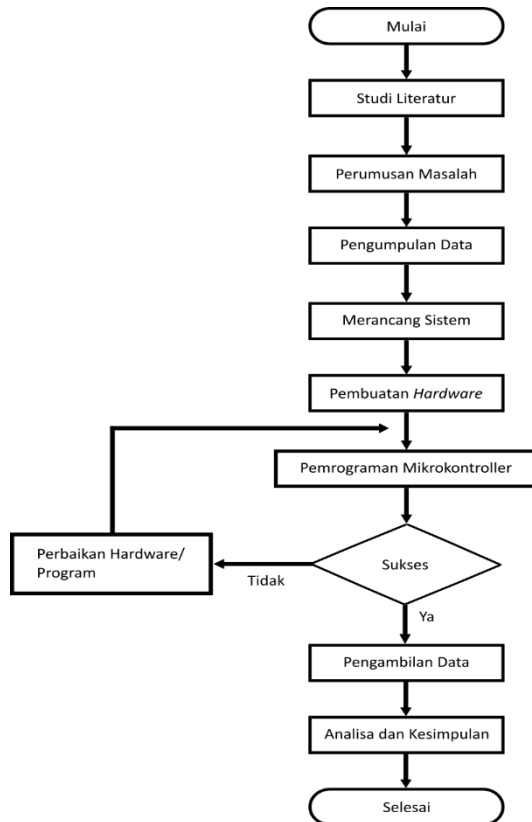 Mulai
Studi Literatur
Perumusan Masalah
Pengumpulan Data
Merancang Sistem
Pembuatan Hardware
Pemrograman Mikrokontroller
Perbaikan Hardware/
Program
Tidak
Sukses
Ya
Pengambilan Data
Analisa dan Kesimpulan
Selesai